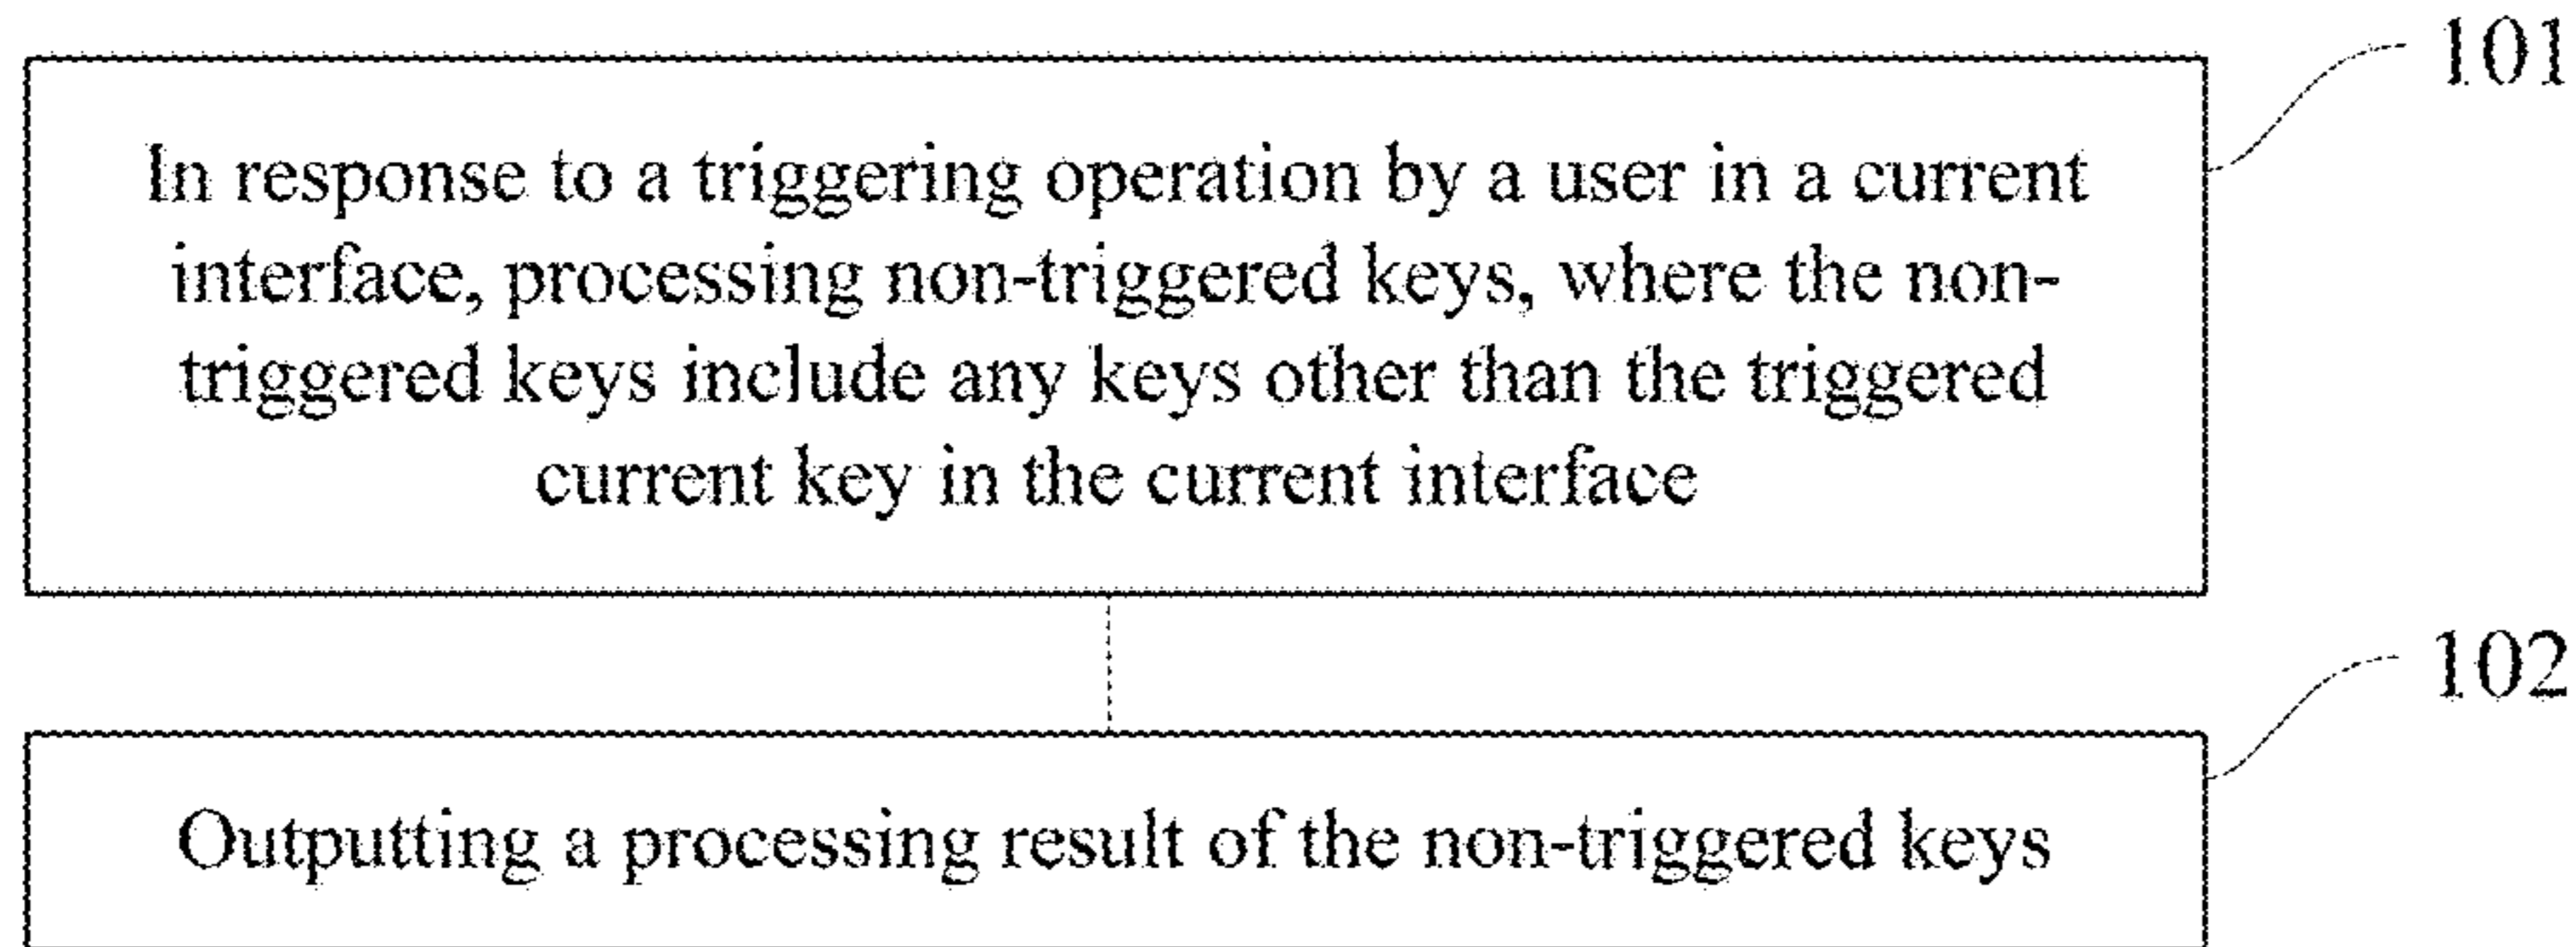 101
In response to a triggering operation by a user in a current
interface, processing non-triggered keys, where the non-
triggered keys include any keys other than the triggered
current key in the current interface
102
Outputting a processing result of the non-triggered keys